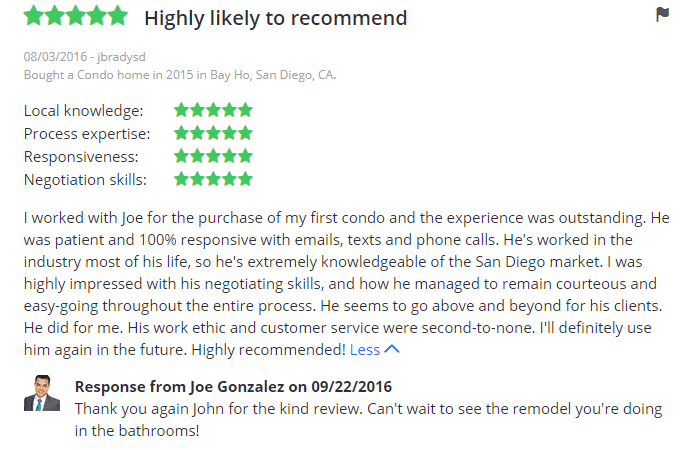 Highly likely to recommend
08/03/2016 - jbradysd
Bought a Condo home in 2015 in Bay Ho, San Diego, CA.
Local knowledge:
Process expertise:
Responsiveness:
Negotiation skills:
I worked with Joe for the purchase of my first condo and the experience was outstanding. He
was patient and 100% responsive with emails, texts and phone calls. He's worked in the
industry most of his life, so he's extremely knowledgeable of the San Diego market. I was
highly impressed with his negotiating skills, and how he managed to remain courteous and
easy-going throughout the entire process. He seems to go above and beyond for his clients.
He did for me. His work ethic and customer service were second-to-none. I'll definitely use
him again in the future. Highly recommended! Less
Response from Joe Gonzalez on 09/22/2016
Thank you again John for the kind review. Can't wait to see the remodel you're doing
in the bathrooms!